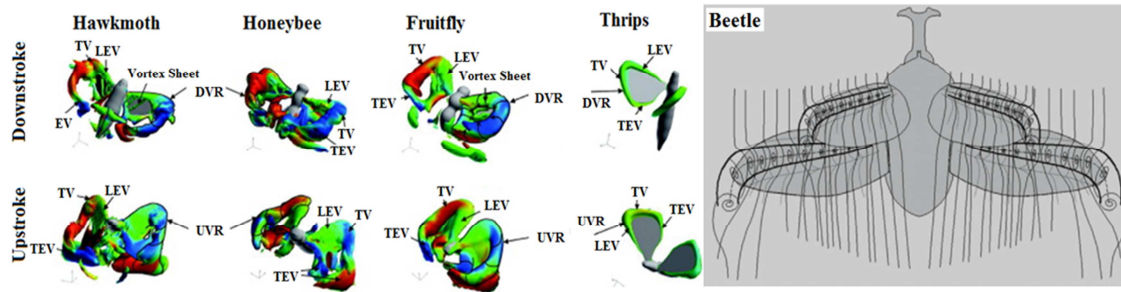 Hawkmoth Honeybee Fruitfly Thrips Beetle
Downstroke
TV LEV Vortex Sheet DVR EV
LEV TV TEV
TV LEV Vortex Sheet TEV DVR
LEV TV DVR TEV
Upstroke
TV LEV TEV UVR
LEV TV TEV
TV LEV TEV UVR
TV TEV UVR LEV